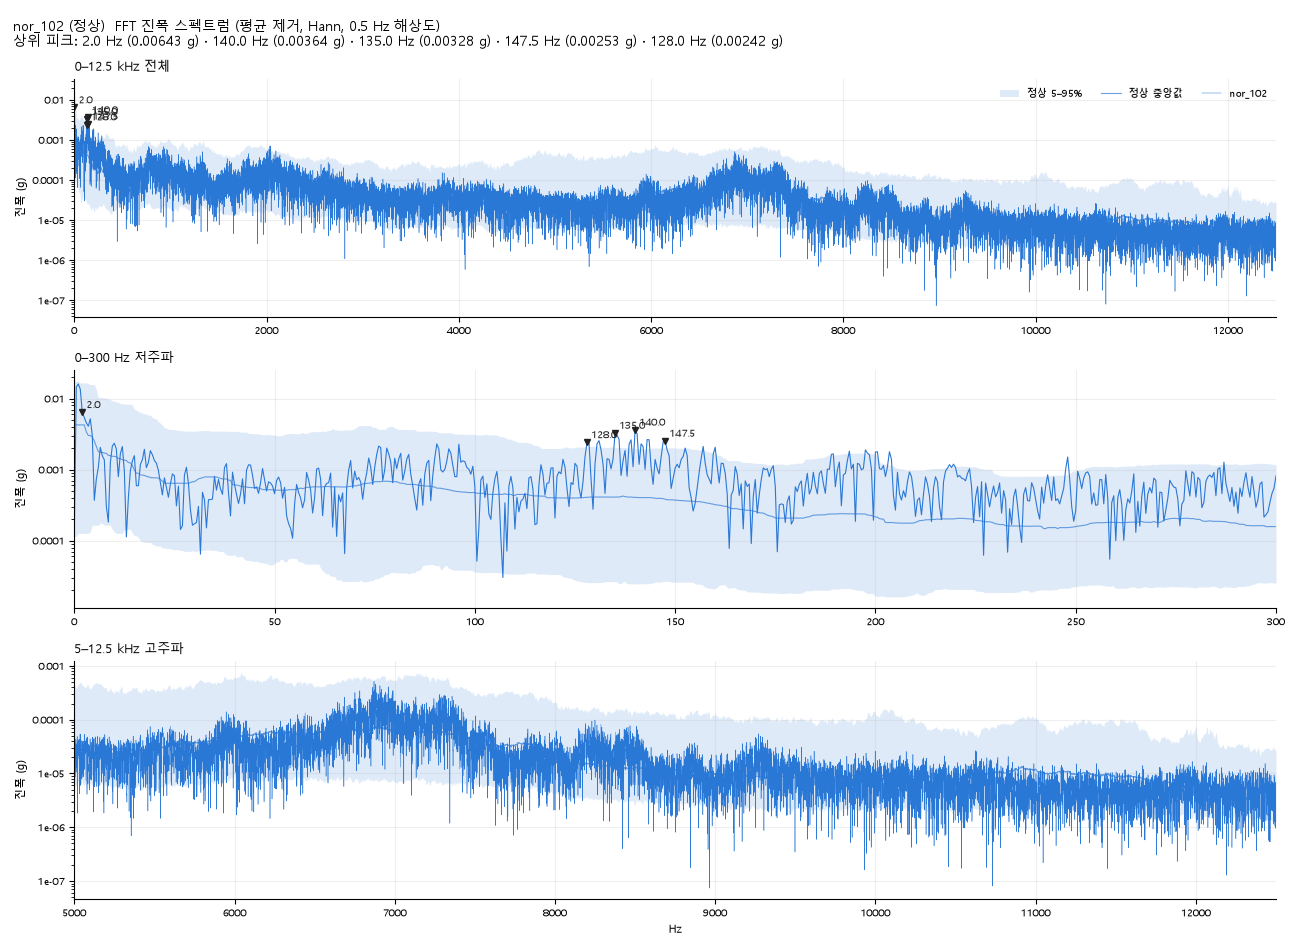 nor_102 (정상)  FFT 진폭 스펙트럼 (평균 제거, Hann, 0.5 Hz 해상도)
상위 피크: 2.0 Hz (0.00643 g) · 140.0 Hz (0.00364 g) · 135.0 Hz (0.00328 g) · 147.5 Hz (0.00253 g) · 128.0 Hz (0.00242 g)
0–12.5 kHz 전체
정상 5–95% 정상 중앙값 nor_102
진폭 (g)
0.01
0.001
0.0001
1e-05
1e-06
1e-07
2.0
0 2000 4000 6000 8000 10000 12000
0–300 Hz 저주파
진폭 (g)
0.01
0.001
0.0001
2.0 128.0 135.0 140.0 147.5
0 50 100 150 200 250 300
5–12.5 kHz 고주파
진폭 (g)
0.001
0.0001
1e-05
1e-06
1e-07
5000 6000 7000 8000 9000 10000 11000 12000
Hz